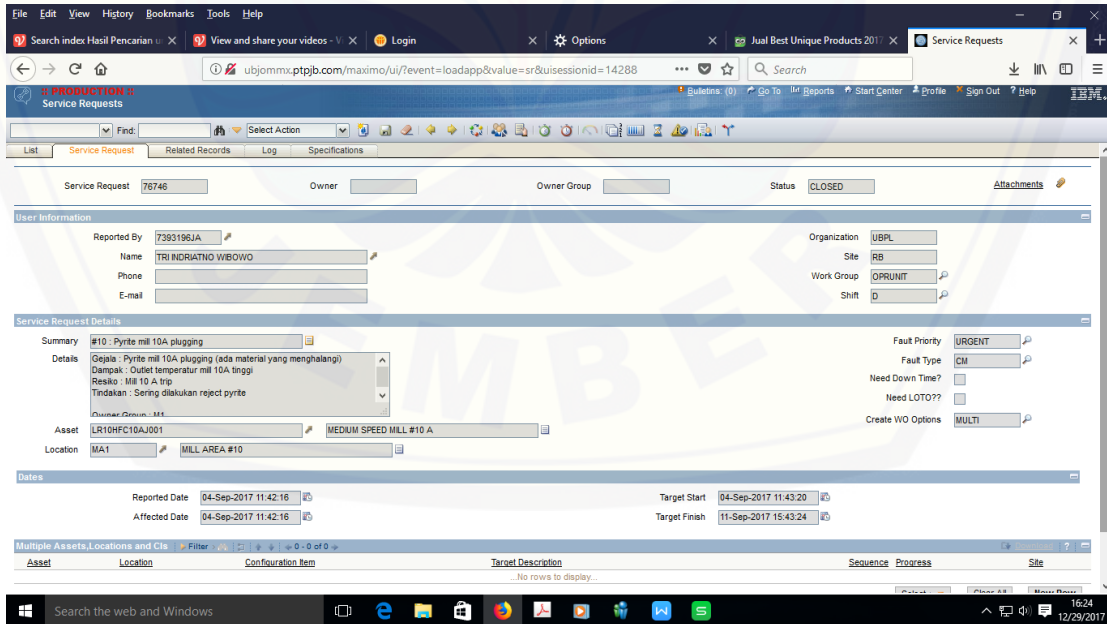 File Edit View History Bookmarks Tools Help
Search index Hasil Pencarian u View and share your videos - V Login Options Jual Best Unique Products 2017 Service Requests
ubjommx.ptpjb.com/maximo/ui/?event=loadapp&value=sr&uisessionid=14288 Search
:: PRODUCTION :: Bulletins: (0) Go To Reports Start Center Profile Sign Out ? Help IBM.
Service Requests
Find: Select Action
List Service Request Related Records Log Specifications
Service Request 76746 Owner Owner Group Status CLOSED Attachments
User Information
Reported By 7393196JA Organization UBPL
Name TRI INDRIATNO WIBOWO Site RB
Phone Work Group OPRUNIT
E-mail Shift D
Service Request Details
Summary #10 : Pyrite mill 10A plugging Fault Priority URGENT
Details Gejala : Pyrite mill 10A plugging (ada material yang menghalangi) Fault Type CM
Dampak : Outlet temperatur mill 10A tinggi
Resiko : Mill 10 A trip Need Down Time?
Tindakan : Sering dilakukan reject pyrite Need LOTO??
Owner Group : M1 Create WO Options MULTI
Asset LR10HFC10AJ001 MEDIUM SPEED MILL #10 A
Location MA1 MILL AREA #10
Dates
Reported Date 04-Sep-2017 11:42:16 Target Start 04-Sep-2017 11:43:20
Affected Date 04-Sep-2017 11:42:16 Target Finish 11-Sep-2017 15:43:24
Multiple Assets,Locations and CIs Filter 0 - 0 of 0 Download ?
Asset Location Configuration Item Target Description Sequence Progress Site
...No rows to display...
Clear All New Row
Search the web and Windows 16:24
12/29/2017
JEMBER